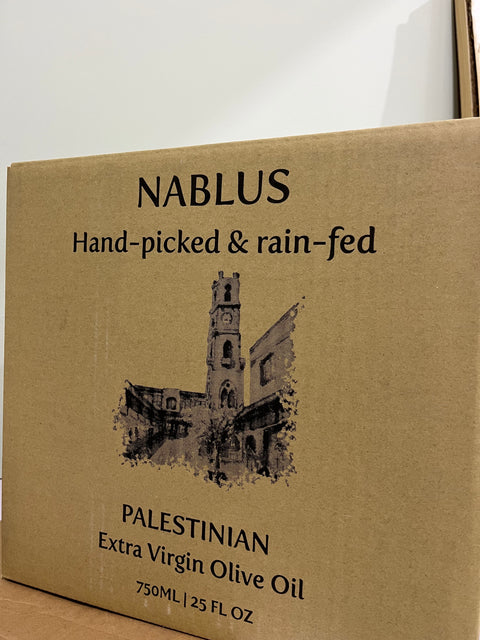 NABLUS
Hand-picked & rain-fed
PALESTINIAN
Extra Virgin Olive Oil
750ML | 25 FL OZ